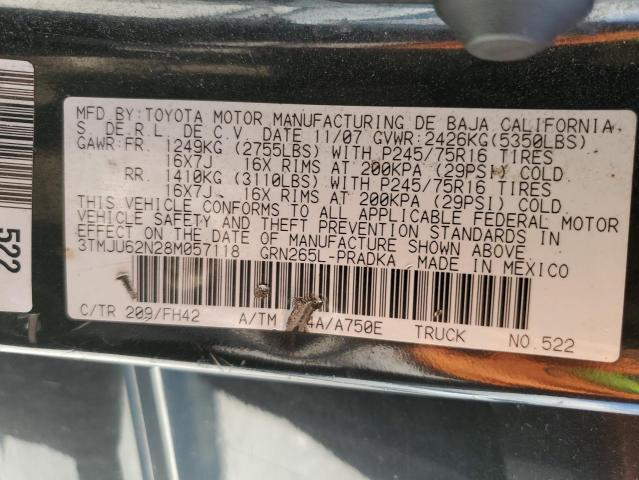 MFD BY:TOYOTA MOTOR MANUFACTURING DE BAJA CALIFORNIA,
S. DE.R.L. DE C.V. DATE 11/07 GVWR:2426KG(5350LBS)
GAWR:FR. 1249KG (2755LBS) WITH P245/75R16 TIRES
16X7J 16X RIMS AT 200KPA (29PSI) COLD
RR. 1410KG (3110LBS) WITH P245/75R16 TIRES
16X7J, 16X RIMS AT 200KPA (29PSI) COLD.
THIS VEHICLE CONFORMS TO ALL APPLICABLE FEDERAL MOTOR
VEHICLE SAFETY AND THEFT PREVENTION STANDARDS IN
EFFECT ON THE DATE OF MANUFACTURE SHOWN ABOVE.
3TMJU62N28M057118 GRN265L-PRADKA MADE IN MEXICO
C/TR 209/FH42 A/TM 4A/A750E TRUCK NO.522
522